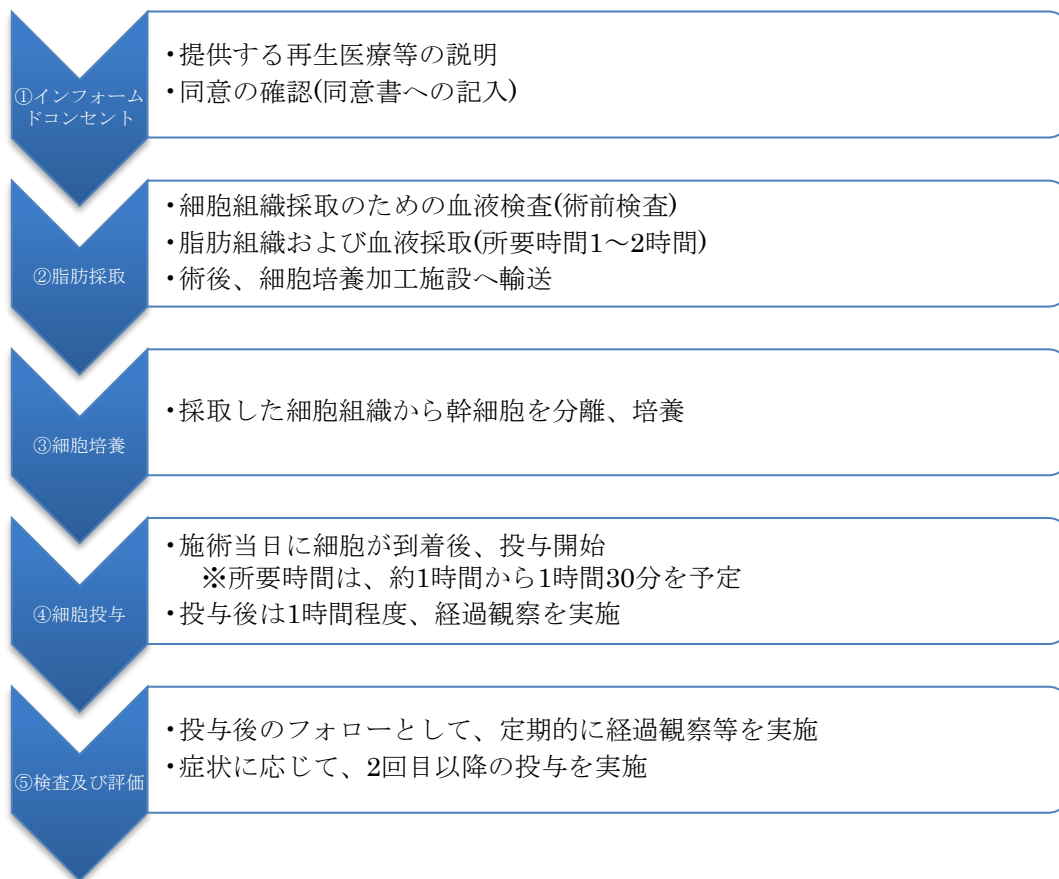 ①インフォーム
ドコンセント
・提供する再生医療等の説明
・同意の確認(同意書への記入)
②脂肪採取
・細胞組織採取のための血液検査(術前検査)
・脂肪組織および血液採取(所要時間1～2時間)
・術後、細胞培養加工施設へ輸送
③細胞培養
・採取した細胞組織から幹細胞を分離、培養
④細胞投与
・施術当日に細胞が到着後、投与開始
※所要時間は、約1時間から1時間30分を予定
・投与後は1時間程度、経過観察を実施
⑤検査及び評価
・投与後のフォローとして、定期的に経過観察等を実施
・症状に応じて、2回目以降の投与を実施